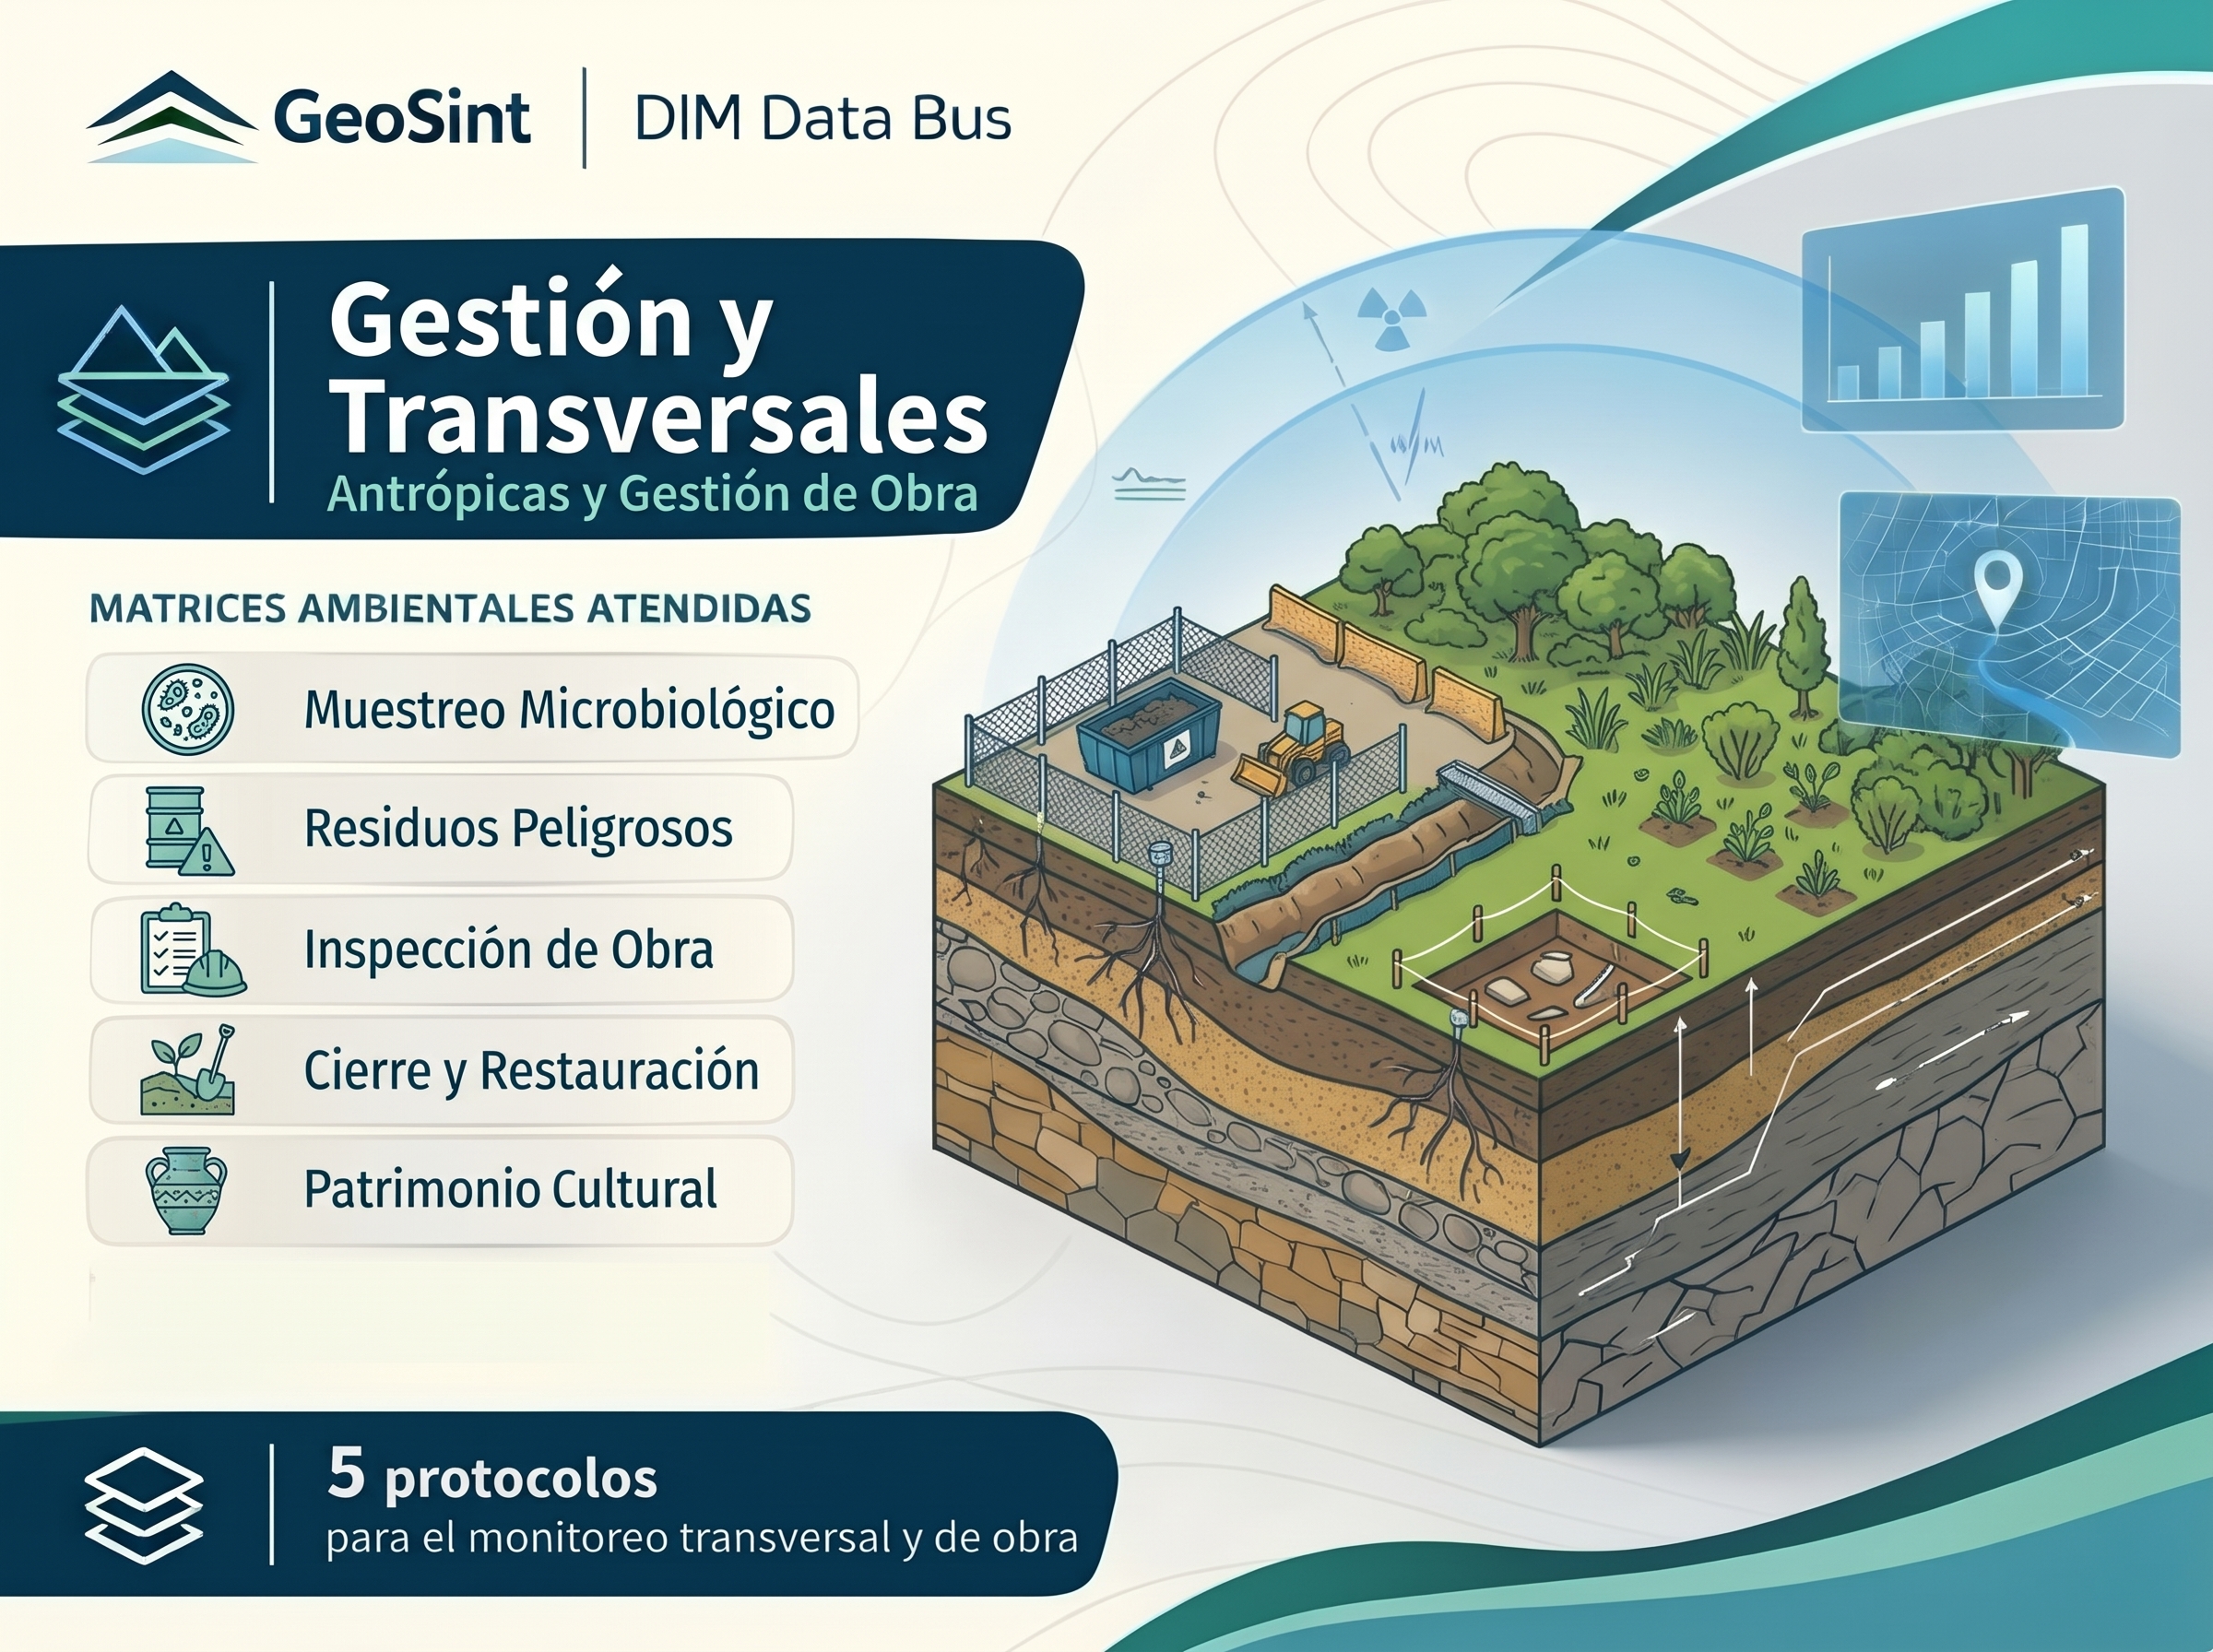 GeoSint
DIM Data Bus
Gestión y
Transversales
Antrópicas y Gestión de Obra
MATRICES AMBIENTALES ATENDIDAS
Muestreo Microbiológico
Residuos Peligrosos
Inspección de Obra
Cierre y Restauración
Patrimonio Cultural
5 protocolos
para el monitoreo transversal y de obra